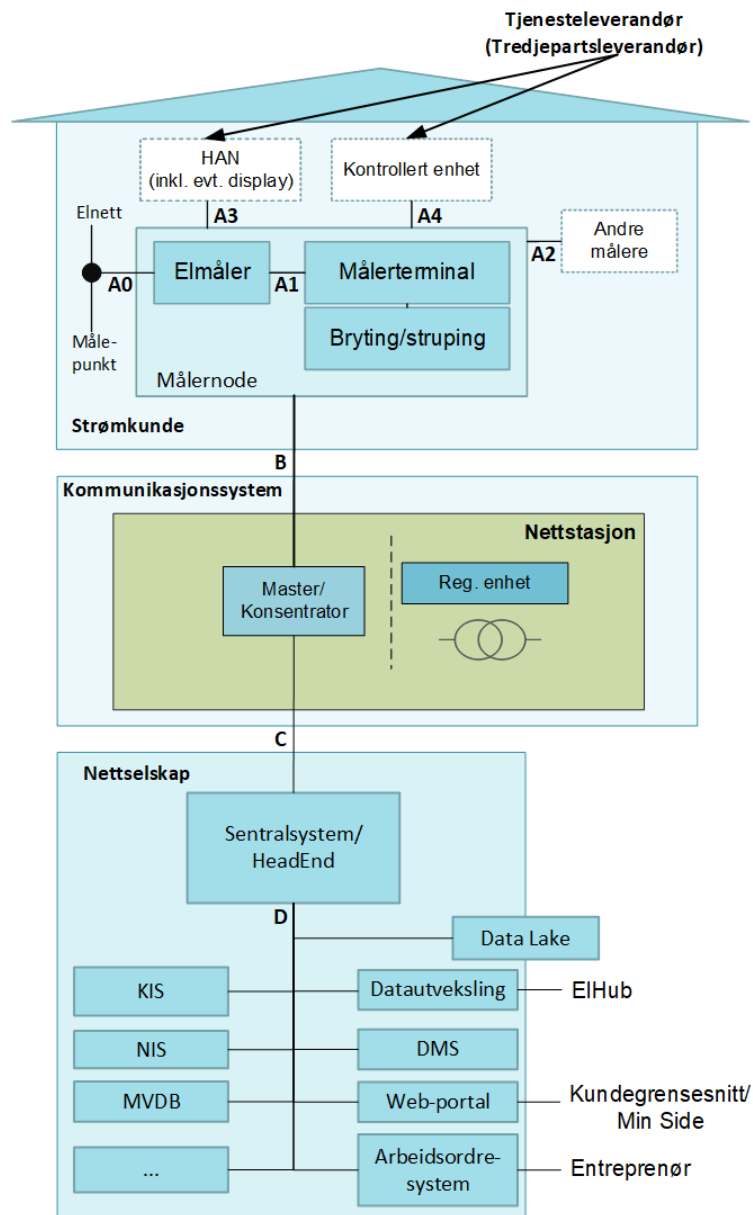 Tjenesteleverandør
(Tredjepartsleverandør)
HAN
(inkl. evt. display)
Kontrollert enhet
Elnett
A3
A4
Andre
målere
A2
A0
Elmåler
A1
Målerterminal
Bryting/struping
Måle-
punkt
Målernode
Strømkunde
B
Kommunikasjonssystem
Nettstasjon
Master/
Konsentrator
Reg. enhet
C
Nettselskap
Sentralsystem/
HeadEnd
D
Data Lake
KIS
Datautveksling
ElHub
NIS
DMS
MVDB
Web-portal
Kundegrensesnitt/
Min Side
...
Arbeidsordre-
system
Entreprenør